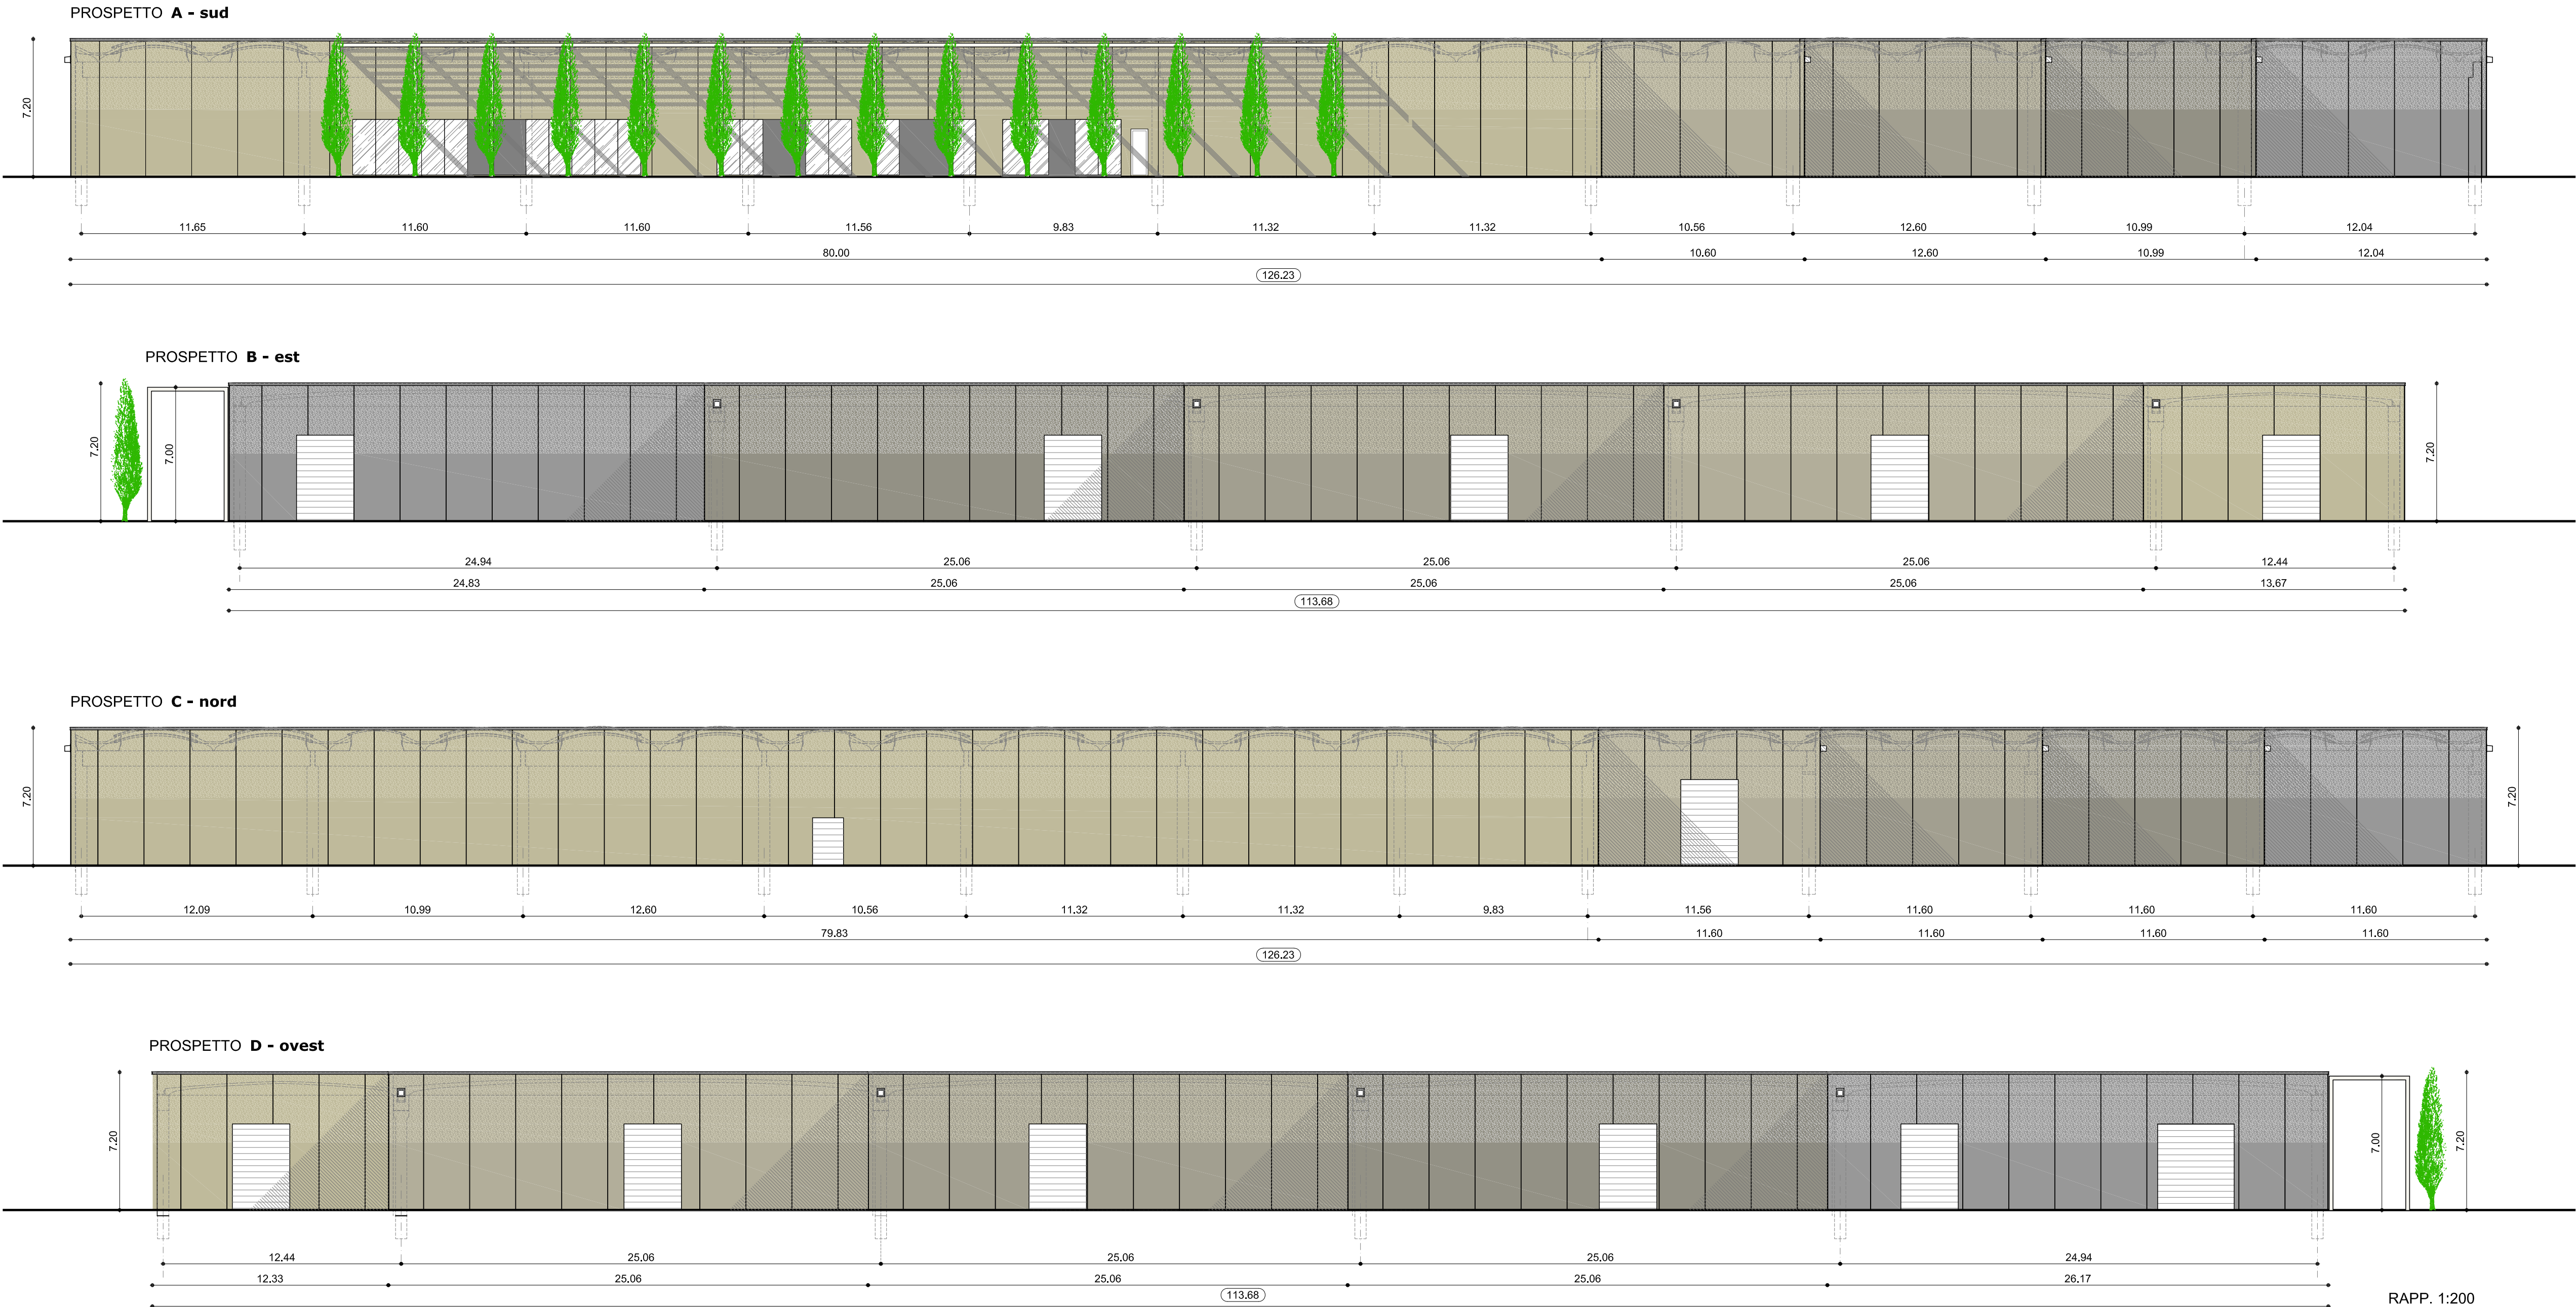 PROSPETTO A - sud
7.20
11.65 11.60 11.60 11.56 9.83 11.32 11.32 10.56 12.60 10.99 12.04
80.00 10.60 12.60 10.99 12.04
126.23
PROSPETTO B - est
7.20 7.00 7.20
24.94 25.06 25.06 25.06 12.44
24.83 25.06 25.06 25.06 13.67
113.68
PROSPETTO C - nord
7.20 7.20
12.09 10.99 12.60 10.56 11.32 11.32 9.83 11.56 11.60 11.60 11.60
79.83 11.60 11.60 11.60 11.60
126.23
PROSPETTO D - ovest
7.20 7.00 7.20
12.44 25.06 25.06 25.06 24.94
12.33 25.06 25.06 25.06 26.17
113.68
RAPP. 1:200